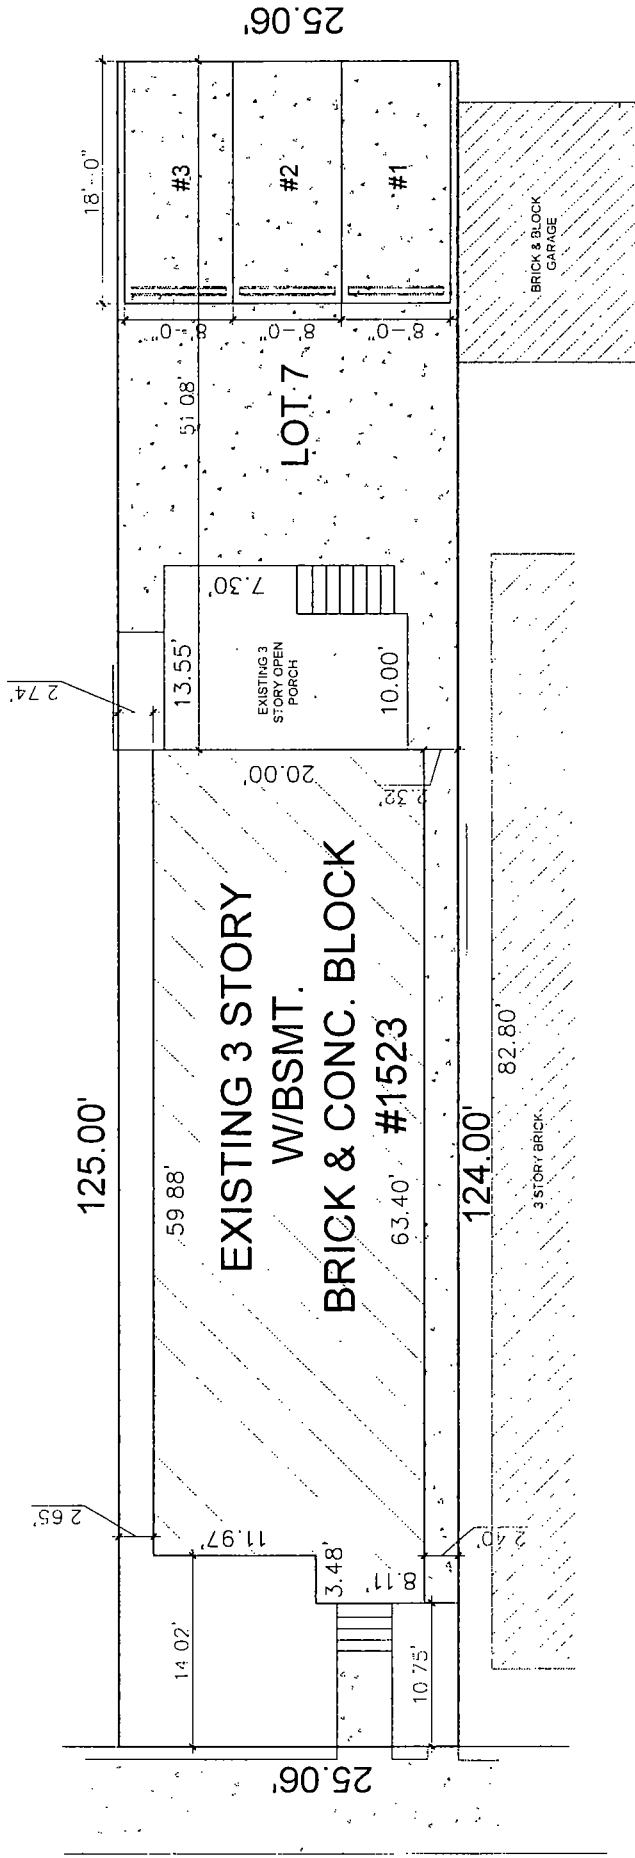 25.06'
18'-0"
#3
#2
#1
BRICK & BLOCK
GARAGE
8'-0"
8'-0"
8'-0"
51.08'
LOT 7
7.30'
2.74'
13.55'
EXISTING 3
STORY OPEN
PORCH
10.00'
20.00'
2.32'
125.00'
59.88'
EXISTING 3 STORY
W/BSMT.
BRICK & CONC. BLOCK
#1523
63.40'
124.00'
82.80'
3 STORY BRICK
2.65'
11.97'
3.48'
8.11'
2.40'
14.02'
10.75'
25.06'